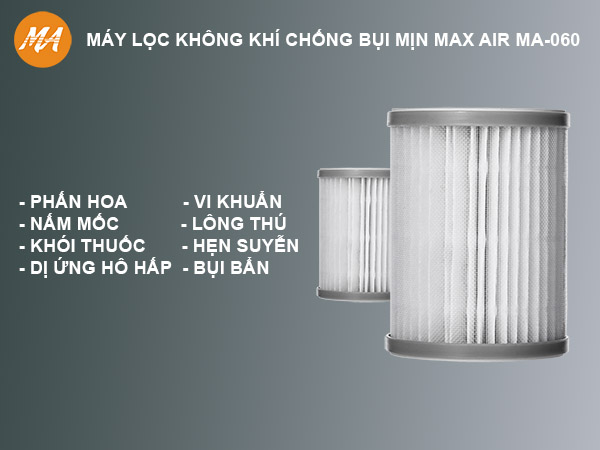 MA
MÁY LỌC KHÔNG KHÍ CHỐNG BỤI MỊN MAX AIR MA-060
- PHẤN HOA
- NẤM MỐC
- KHÓI THUỐC
- DỊ ỨNG HÔ HẤP
- VI KHUẨN
- LÔNG THÚ
- HẸN SUYỄN
- BỤI BẨN